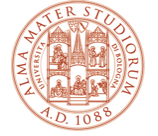 ALMA MATER STUDIORUM
A.D. 1088
UNIVERSITÀ
DI BOLOGNA